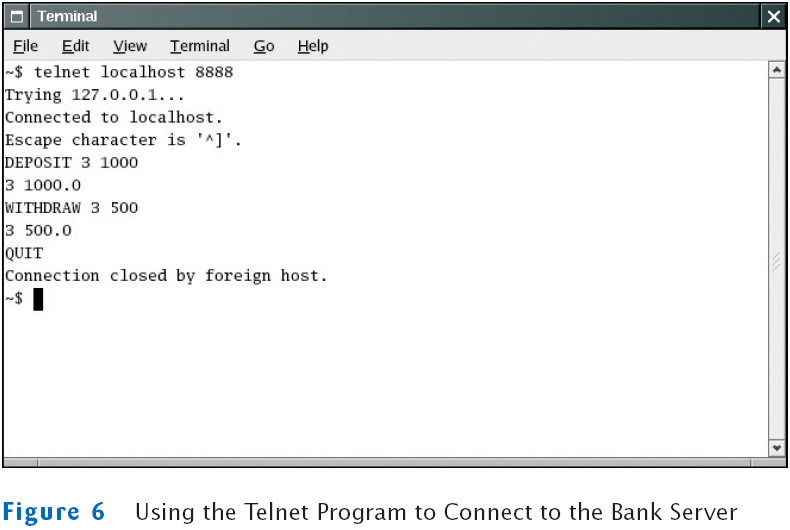 Terminal
File Edit View Terminal Go Help
~$ telnet localhost 8888
Trying 127.0.0.1...
Connected to localhost.
Escape character is '^]'.
DEPOSIT 3 1000
3 1000.0
WITHDRAW 3 500
3 500.0
QUIT
Connection closed by foreign host.
~$
Figure 6 Using the Telnet Program to Connect to the Bank Server